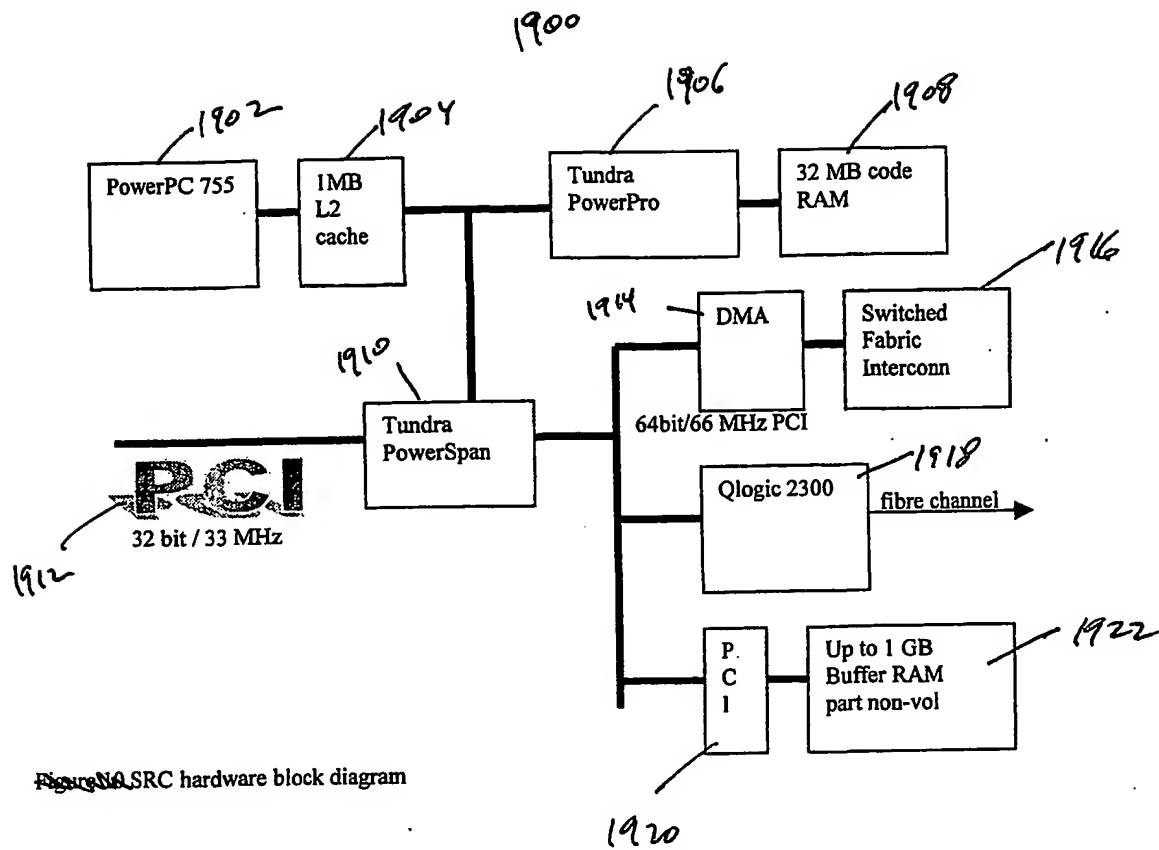 1900
1902
1904
1906
1908
PowerPC 755
1MB
L2
cache
Tundra
PowerPro
32 MB code
RAM
1916
1914
DMA
Switched
Fabric
Interconn
1910
Tundra
PowerSpan
64bit/66 MHz PCI
PCI
32 bit / 33 MHz
1912
1918
Qlogic 2300
fibre channel
P
C
I
Up to 1 GB
Buffer RAM
part non-vol
1922
SRC hardware block diagram
1920